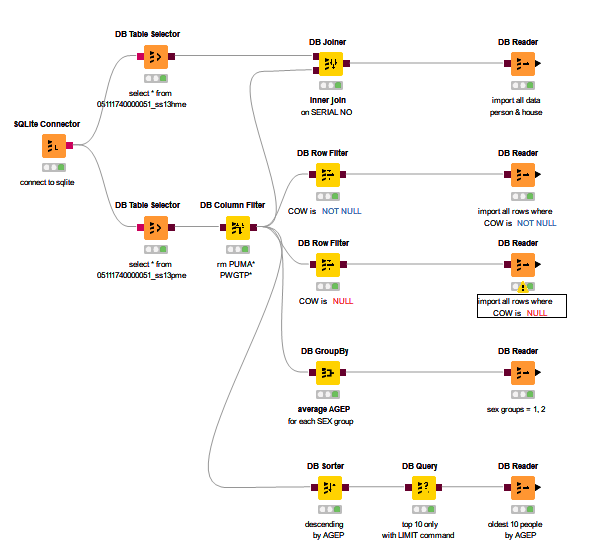 DB Table Selector
select * from
05111740000051_ss13hme
DB Joiner
inner join
on SERIAL NO
DB Reader
import all data
person & house
SQLite Connector
connect to sqlite
DB Table Selector
select * from
05111740000051_ss13pme
DB Column Filter
rm PUMA*
PWGTP*
DB Row Filter
COW is NOT NULL
DB Reader
import all rows where
COW is NOT NULL
DB Row Filter
COW is NULL
DB Reader
import all rows where
COW is NULL
DB GroupBy
average AGEP
for each SEX group
DB Reader
sex groups = 1, 2
DB Sorter
descending
by AGEP
DB Query
top 10 only
with LIMIT command
DB Reader
oldest 10 people
by AGEP